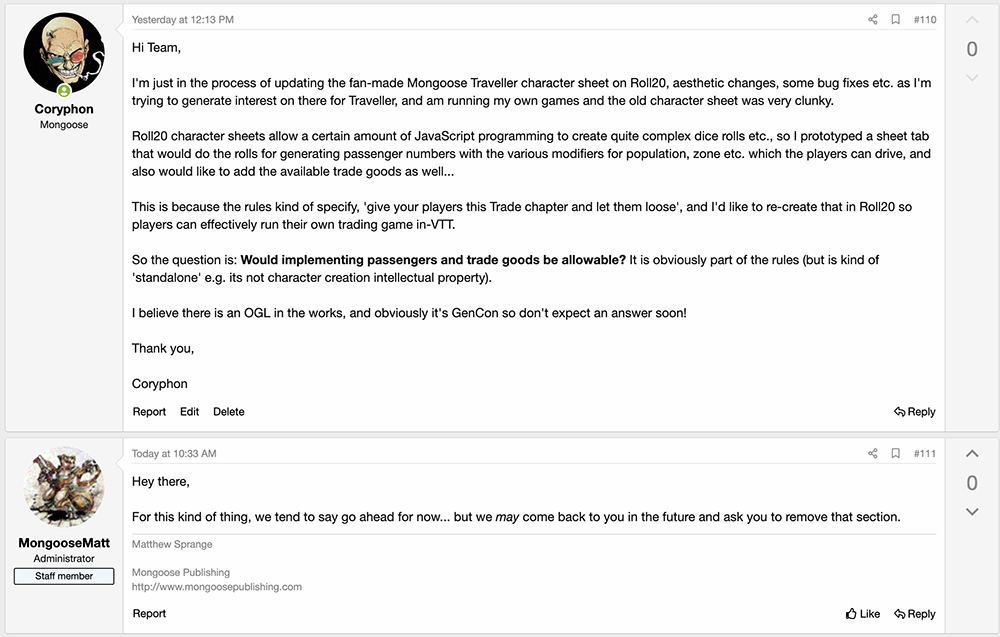 Yesterday at 12:13 PM
#110
Hi Team,
0
I'm just in the process of updating the fan-made Mongoose Traveller character sheet on Roll20, aesthetic changes, some bug fixes etc. as I'm
trying to generate interest on there for Traveller, and am running my own games and the old character sheet was very clunky.
Coryphon
Mongoose
Roll20 character sheets allow a certain amount of JavaScript programming to create quite complex dice rolls etc., so I prototyped a sheet tab
that would do the rolls for generating passenger numbers with the various modifiers for population, zone etc. which the players can drive, and
also would like to add the available trade goods as well...
This is because the rules kind of specify, 'give your players this Trade chapter and let them loose', and I'd like to re-create that in Roll20 so
players can effectively run their own trading game in-VTT.
So the question is: Would implementing passengers and trade goods be allowable? It is obviously part of the rules (but is kind of
'standalone' e.g. its not character creation intellectual property).
I believe there is an OGL in the works, and obviously it's GenCon so don't expect an answer soon!
Thank you,
Coryphon
Report Edit Delete
Reply
Today at 10:33 AM
#111
Hey there,
0
For this kind of thing, we tend to say go ahead for now... but we may come back to you in the future and ask you to remove that section.
MongooseMatt
Administrator
Staff member
Matthew Sprange
Mongoose Publishing
http://www.mongoosepublishing.com
Report
Like Reply